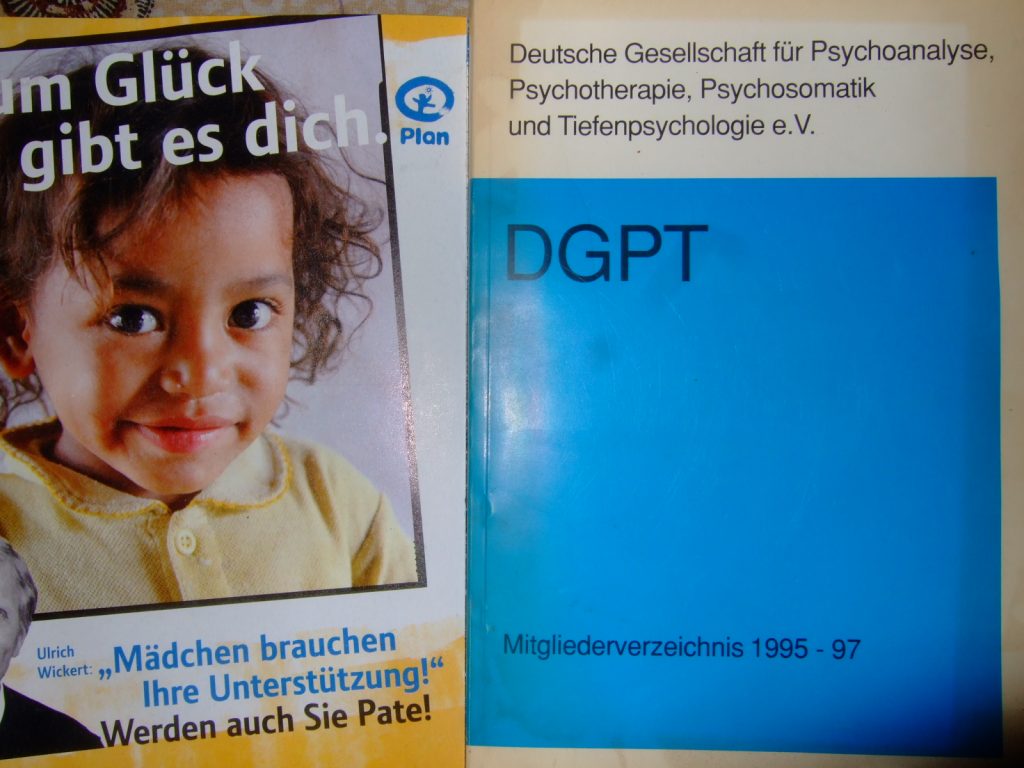 um Glück
gibt es dich.
Plan
Ulrich
Wickert: „Mädchen brauchen
Ihre Unterstützung!“
Werden auch Sie Pate!
Deutsche Gesellschaft für Psychoanalyse,
Psychotherapie, Psychosomatik
und Tiefenpsychologie e.V.
DGPT
Mitgliederverzeichnis 1995 - 97